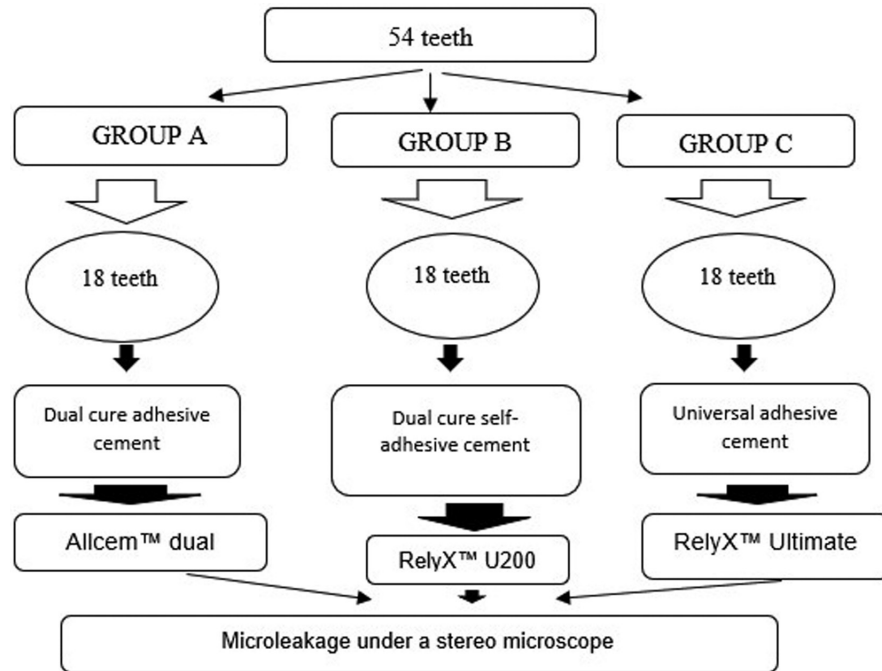 54 teeth
GROUP A
GROUP B
GROUP C
18 teeth
18 teeth
18 teeth
Dual cure adhesive
cement
Dual cure self-
adhesive cement
Universal adhesive
cement
Allcem™ dual
RelyX™ U200
RelyX™ Ultimate
Microleakage under a stereo microscope